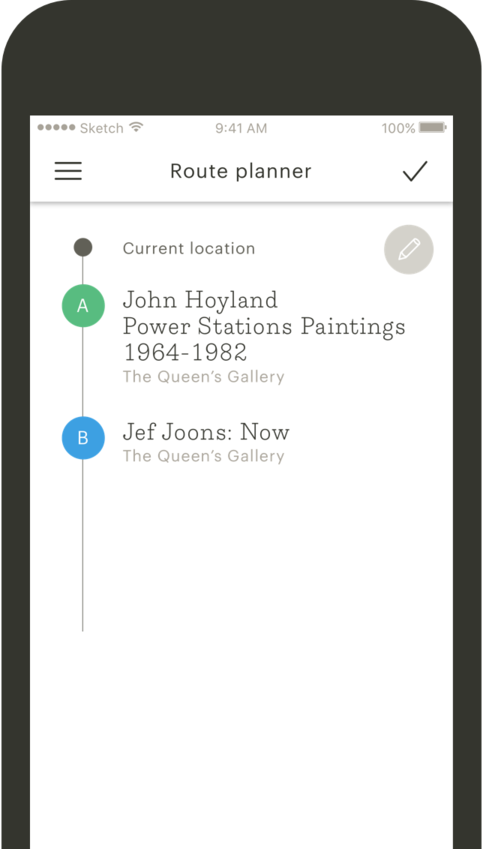 Sketch 9:41 AM 100%
Route planner
Current location
A
John Hoyland
Power Stations Paintings
1964-1982
The Queen's Gallery
B
Jef Joons: Now
The Queen's Gallery